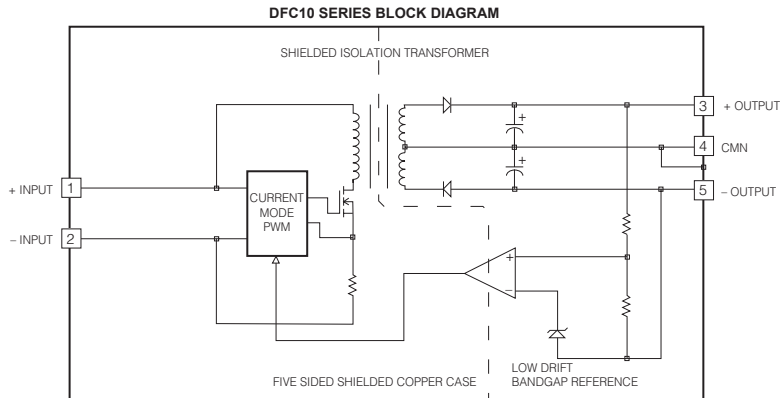 DFC10 SERIES BLOCK DIAGRAM
SHIELDED ISOLATION TRANSFORMER
3 + OUTPUT
+
4 CMN
+
+ INPUT 1
5 – OUTPUT
CURRENT
MODE
PWM
– INPUT 2
+
–
LOW DRIFT
FIVE SIDED SHIELDED COPPER CASE
BANDGAP REFERENCE